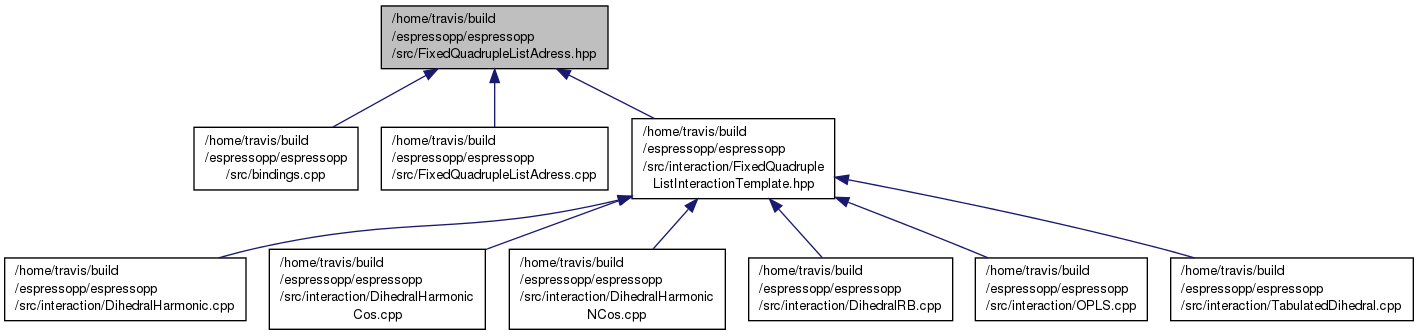 /home/travis/build
/espressopp/espressopp
/src/FixedQuadrupleListAdress.hpp
/home/travis/build
/espressopp/espressopp
/src/bindings.cpp
/home/travis/build
/espressopp/espressopp
/src/FixedQuadrupleListAdress.cpp
/home/travis/build
/espressopp/espressopp
/src/interaction/FixedQuadruple
ListInteractionTemplate.hpp
/home/travis/build
/espressopp/espressopp
/src/interaction/DihedralHarmonic.cpp
/home/travis/build
/espressopp/espressopp
/src/interaction/DihedralHarmonic
Cos.cpp
/home/travis/build
/espressopp/espressopp
/src/interaction/DihedralHarmonic
NCos.cpp
/home/travis/build
/espressopp/espressopp
/src/interaction/DihedralRB.cpp
/home/travis/build
/espressopp/espressopp
/src/interaction/OPLS.cpp
/home/travis/build
/espressopp/espressopp
/src/interaction/TabulatedDihedral.cpp